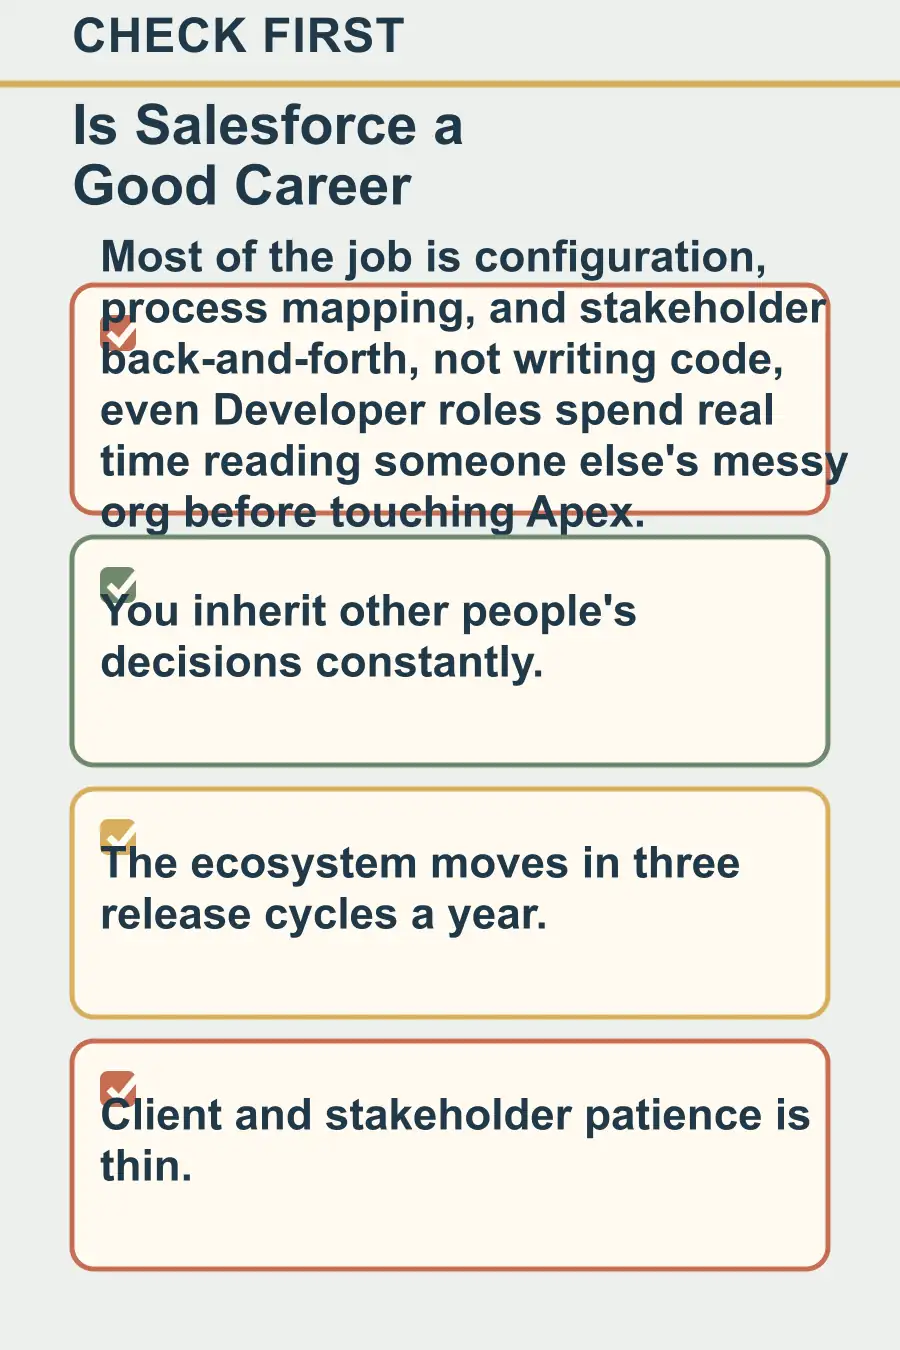 CHECK FIRST
Is Salesforce a
Good Career
Most of the job is configuration,
process mapping, and stakeholder
back-and-forth, not writing code,
even Developer roles spend real
time reading someone else's messy
org before touching Apex.
You inherit other people's
decisions constantly.
The ecosystem moves in three
release cycles a year.
Client and stakeholder patience is
thin.